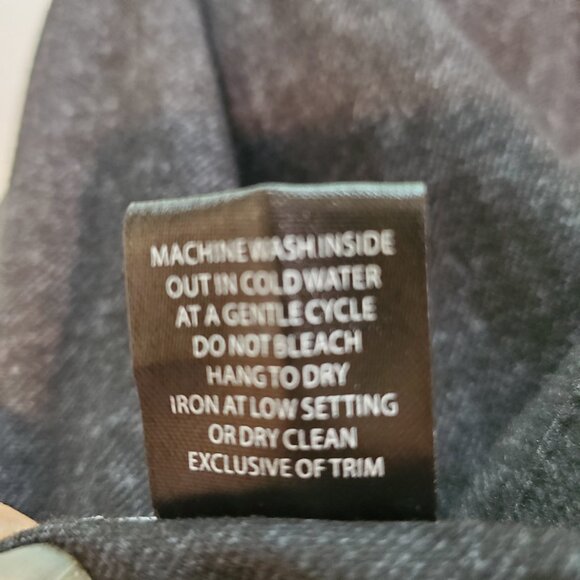 MACHINE WASH INSIDE
OUT IN COLD WATER
AT A GENTLE CYCLE
DO NOT BLEACH
HANG TO DRY
IRON AT LOW SETTING
OR DRY CLEAN
EXCLUSIVE OF TRIM